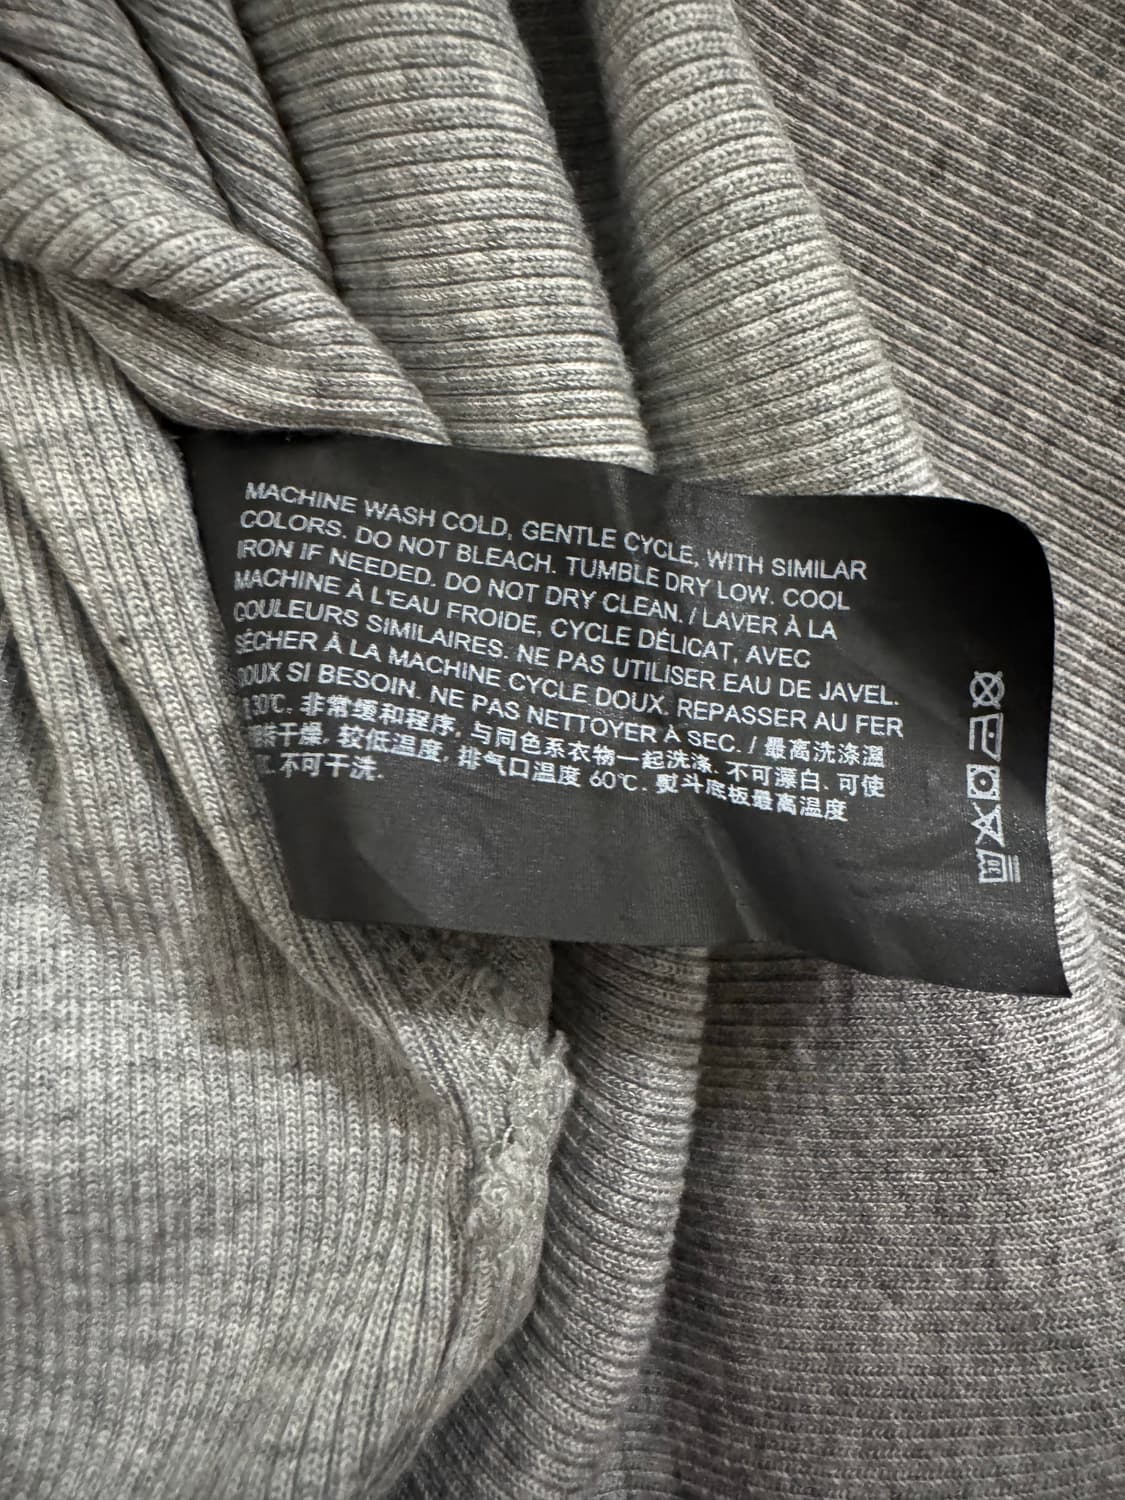 MACHINE WASH COLD, GENTLE CYCLE, WITH SIMILAR
COLORS. DO NOT BLEACH. TUMBLE DRY LOW. COOL
IRON IF NEEDED. DO NOT DRY CLEAN. / LAVER À LA
MACHINE À L'EAU FROIDE, CYCLE DÉLICAT, AVEC
COULEURS SIMILAIRES. NE PAS UTILISER EAU DE JAVEL.
SÉCHER À LA MACHINE CYCLE DOUX. REPASSER AU FER
DOUX SI BESOIN. NE PAS NETTOYER À SEC. / 最高洗涤溫
30℃. 非常缓和程序, 与同色系衣物一起洗涤. 不可漂白. 可使
转干燥, 较低温度, 排气口温度 60℃. 熨斗底板最高温度
℃. 不可干洗.